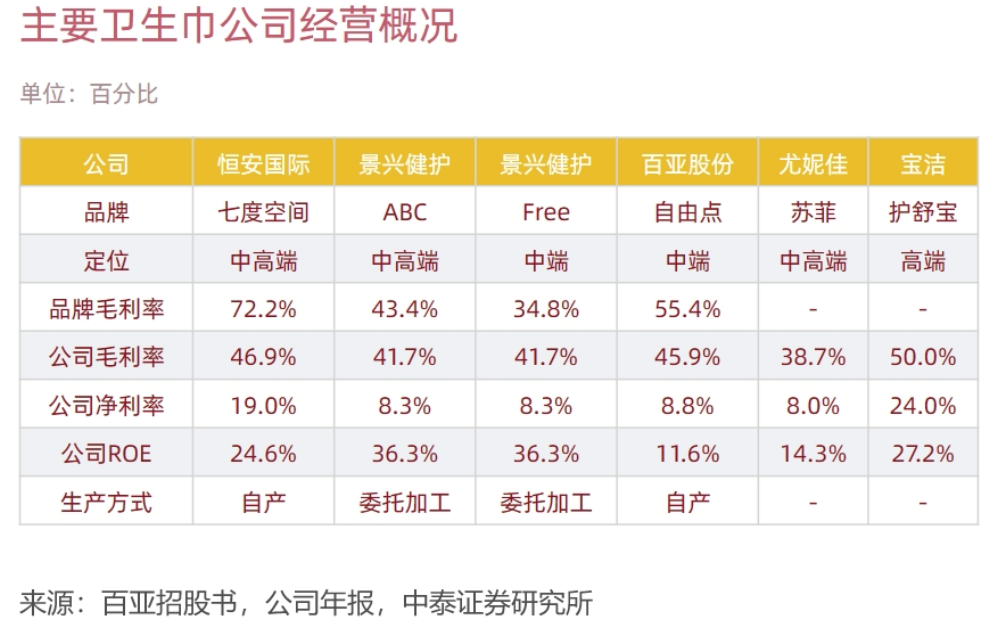 主要卫生巾公司经营概况
单位：百分比
公司 恒安国际 景兴健护 景兴健护 百亚股份 尤妮佳 宝洁
品牌 七度空间 ABC Free 自由点 苏菲 护舒宝
定位 中高端 中高端 中端 中端 中高端 高端
品牌毛利率 72.2% 43.4% 34.8% 55.4% - -
公司毛利率 46.9% 41.7% 41.7% 45.9% 38.7% 50.0%
公司净利率 19.0% 8.3% 8.3% 8.8% 8.0% 24.0%
公司ROE 24.6% 36.3% 36.3% 11.6% 14.3% 27.2%
生产方式 自产 委托加工 委托加工 自产 - -
来源：百亚招股书，公司年报，中泰证券研究所